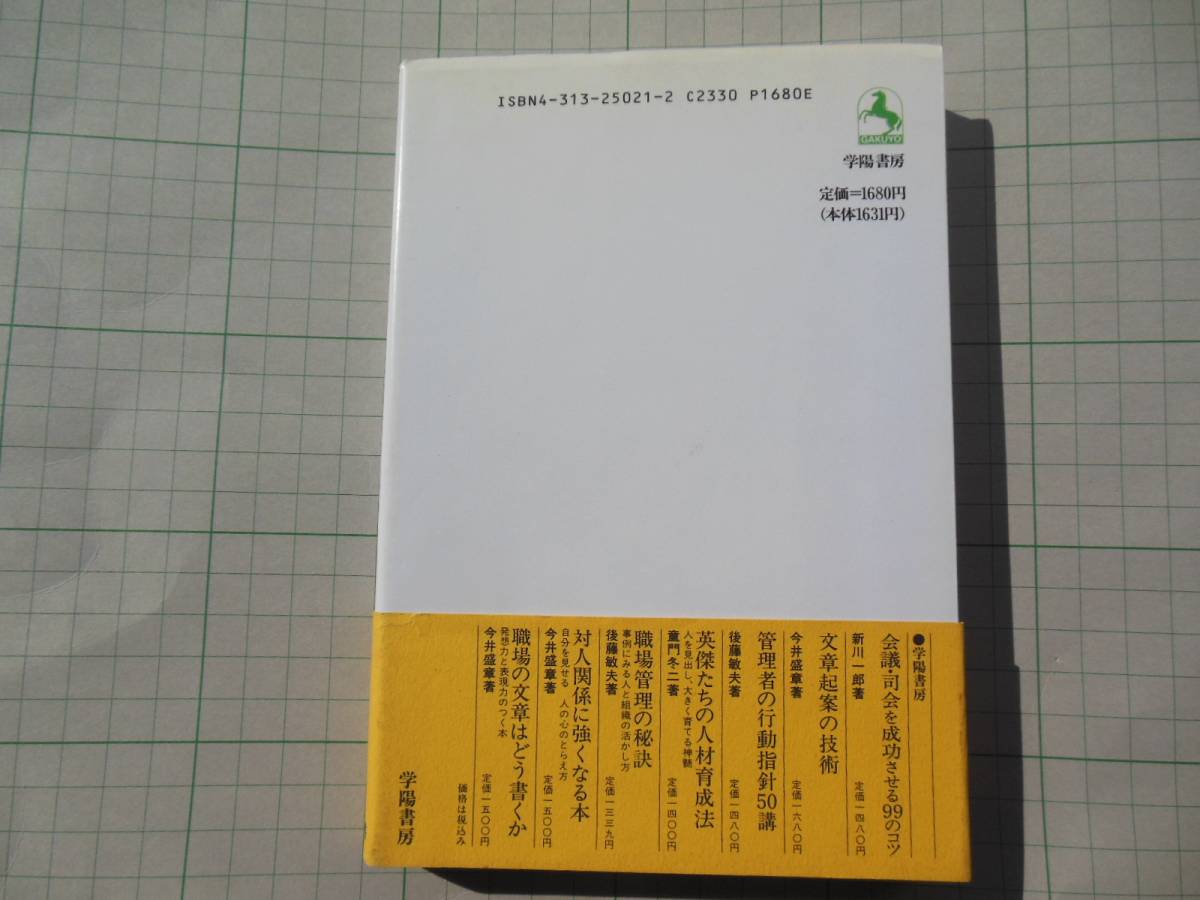 ISBN4-313-25021-2 C2330 P1680E
GAKUYO
学陽書房
定価=1680円
(本体1631円)
●学陽書房
会議・司会を成功させる99のコツ
新川一郎著 定価一四八〇円
文章起案の技術
今井盛章著 定価一六八〇円
管理者の行動指針50講
後藤敏夫著 定価一四八〇円
英傑たちの人材育成法
人を見出し、大きく育てる神髄
童門冬二著 定価一四〇〇円
職場管理の秘訣
事例にみる人と組織の活かし方
後藤敏夫著 定価一三三九円
対人関係に強くなる本
自分を見せる 人の心のとらえ方
今井盛章著 定価一五〇〇円
職場の文章はどう書くか
発想力と表現力のつく本
今井盛章著 定価一五〇〇円
価格は税込み
学陽書房